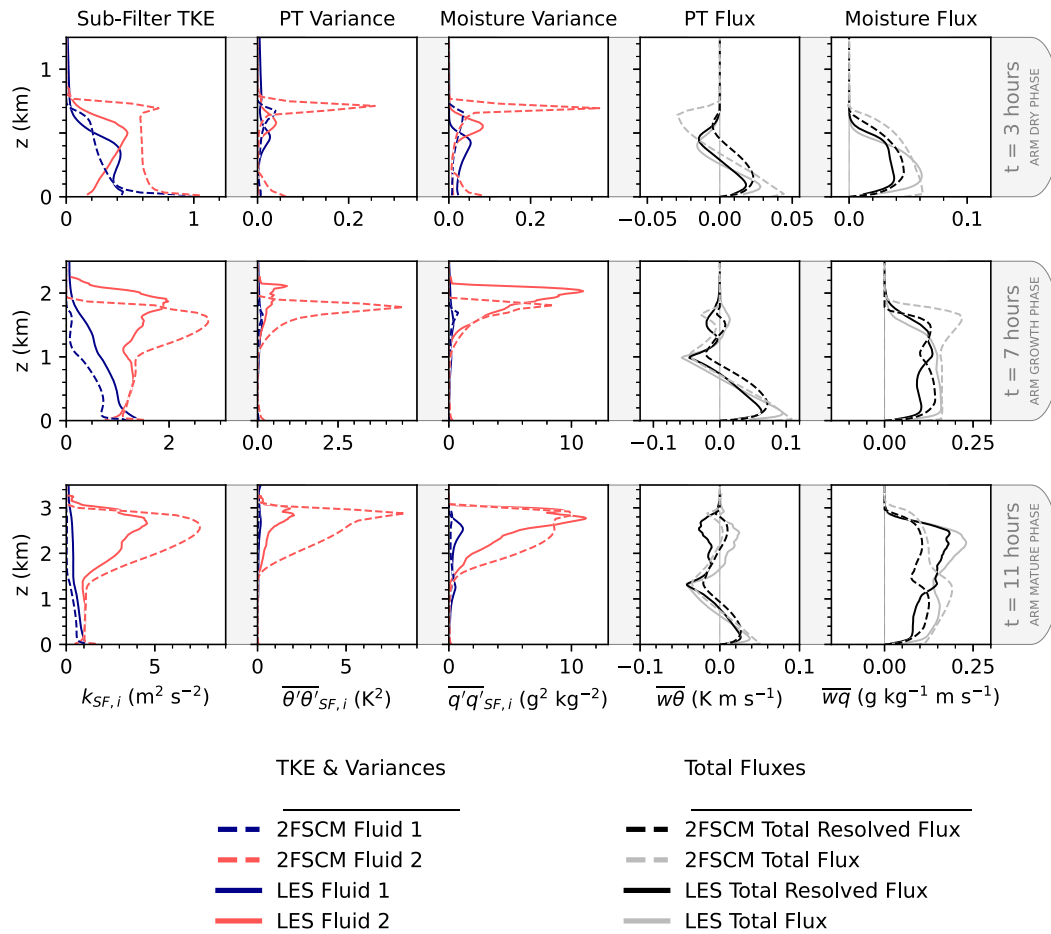 Sub-Filter TKE
PT Variance
Moisture Variance
PT Flux
Moisture Flux
z (km)
1
0
0
1
0.0
0.2
0.0
0.2
−0.05
0.00
0.05
0.0
0.1
t = 3 hours
ARM DRY PHASE
z (km)
2
1
0
0
2
0.0
2.5
0
10
−0.1
0.0
0.1
0.00
0.25
t = 7 hours
ARM GROWTH PHASE
z (km)
3
2
1
0
0
5
0
5
0
10
−0.1
0.0
0.1
0.00
0.25
t = 11 hours
ARM MATURE PHASE
k_{SF,i} (m² s⁻²)
θ′θ′_{SF,i} (K²)
q′q′_{SF,i} (g² kg⁻²)
wθ (K m s⁻¹)
wq (g kg⁻¹ m s⁻¹)
TKE & Variances
2FSCM Fluid 1
2FSCM Fluid 2
LES Fluid 1
LES Fluid 2
Total Fluxes
2FSCM Total Resolved Flux
2FSCM Total Flux
LES Total Resolved Flux
LES Total Flux